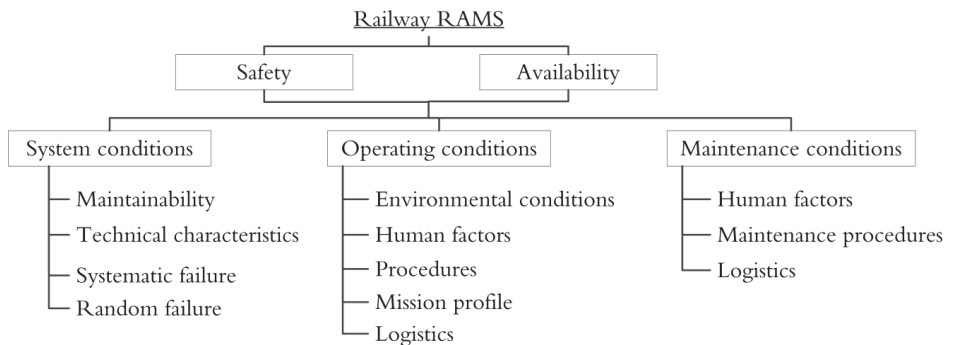 Railway RAMS
Safety
Availability
System conditions
Maintainability
Technical characteristics
Systematic failure
Random failure
Operating conditions
Environmental conditions
Human factors
Procedures
Mission profile
Logistics
Maintenance conditions
Human factors
Maintenance procedures
Logistics